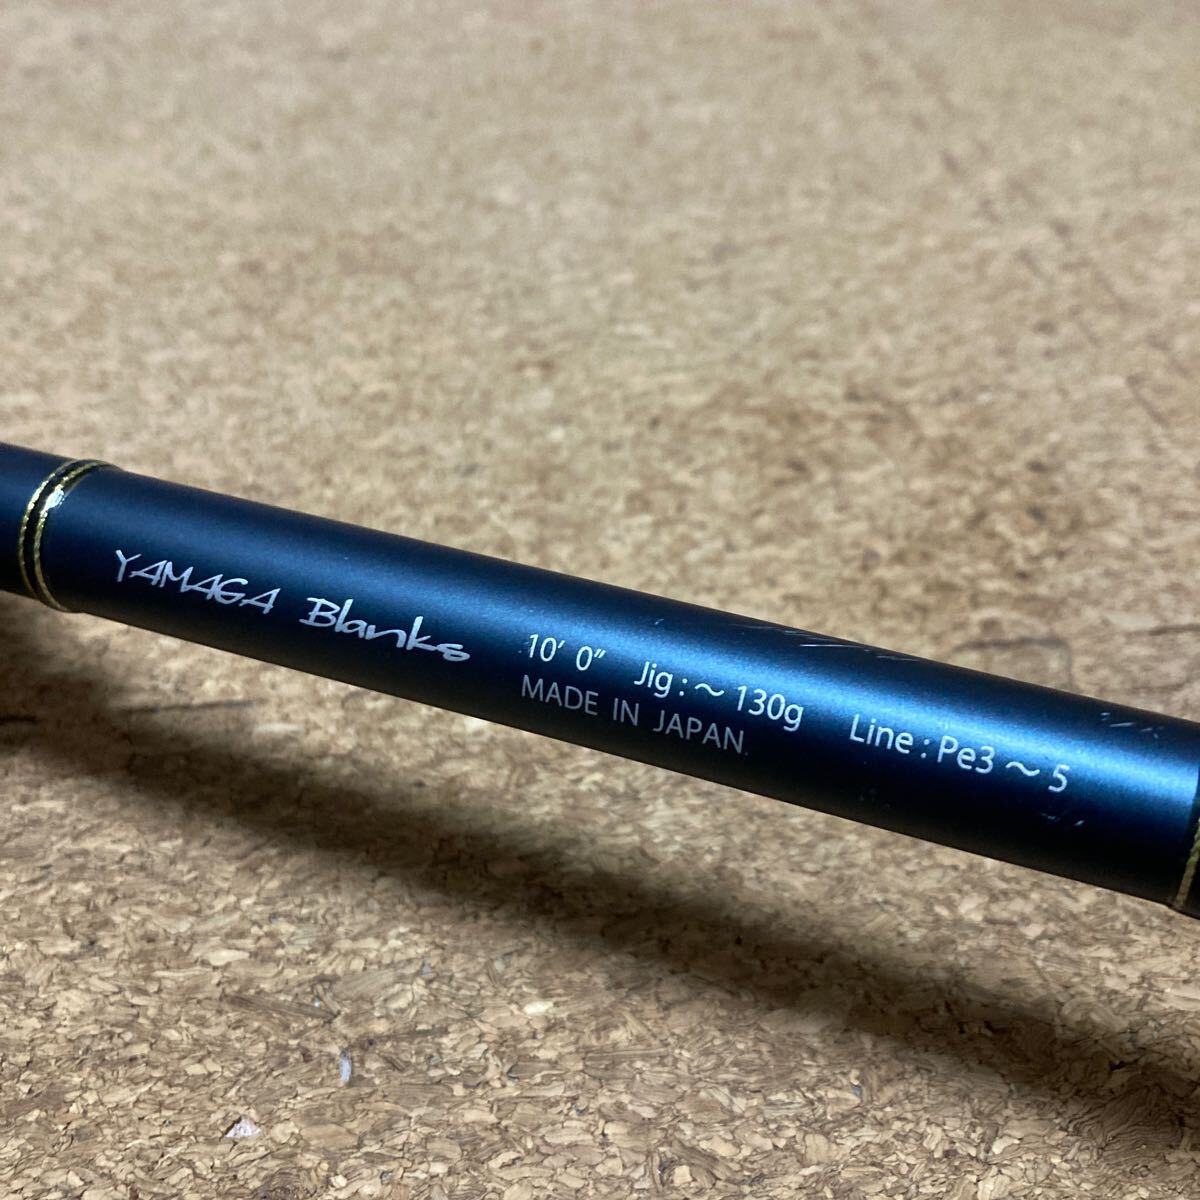 YAMAGA Blanks
10' 0" Jig : ～ 130g Line : Pe3 ～ 5
MADE IN JAPAN.